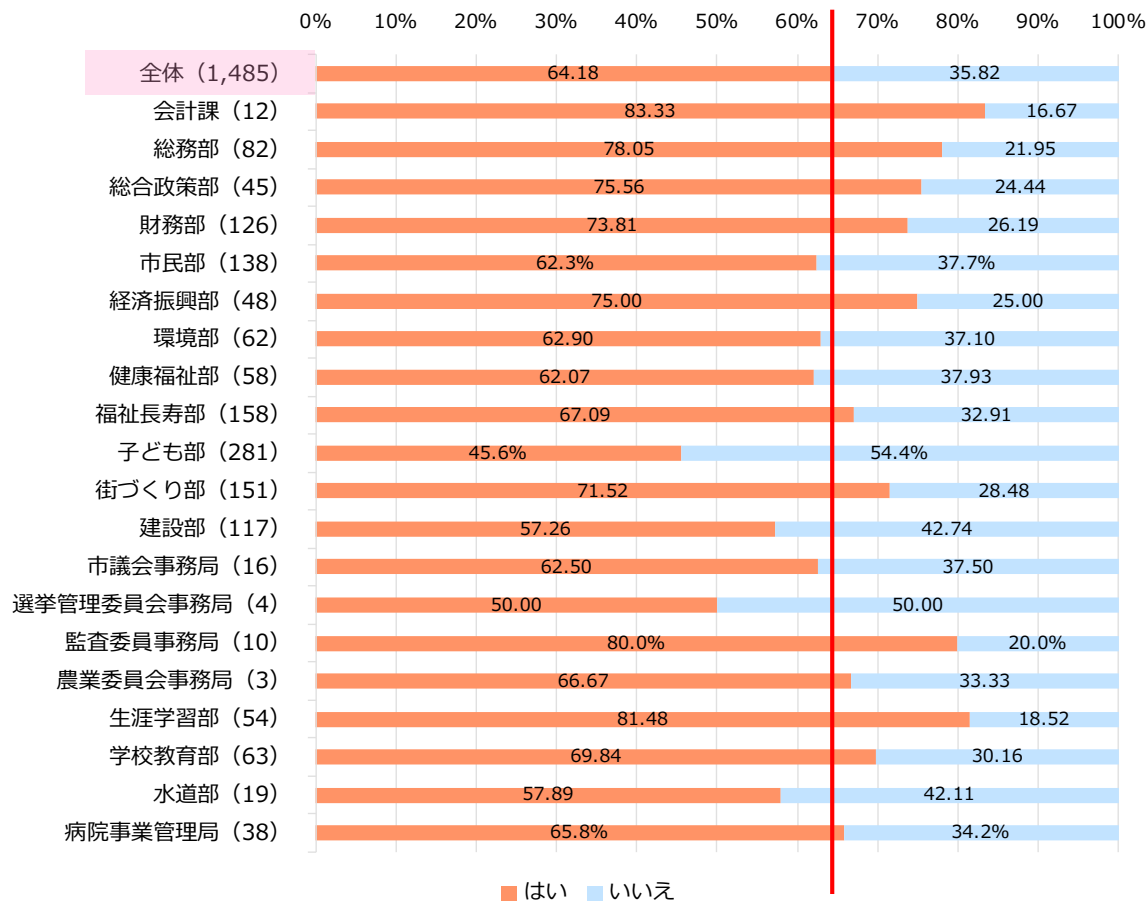 0% 10% 20% 30% 40% 50% 60% 70% 80% 90% 100%
全体（1,485） 64.18 35.82
会計課（12） 83.33 16.67
総務部（82） 78.05 21.95
総合政策部（45） 75.56 24.44
財務部（126） 73.81 26.19
市民部（138） 62.3% 37.7%
経済振興部（48） 75.00 25.00
環境部（62） 62.90 37.10
健康福祉部（58） 62.07 37.93
福祉長寿部（158） 67.09 32.91
子ども部（281） 45.6% 54.4%
街づくり部（151） 71.52 28.48
建設部（117） 57.26 42.74
市議会事務局（16） 62.50 37.50
選挙管理委員会事務局（4） 50.00 50.00
監査委員事務局（10） 80.0% 20.0%
農業委員会事務局（3） 66.67 33.33
生涯学習部（54） 81.48 18.52
学校教育部（63） 69.84 30.16
水道部（19） 57.89 42.11
病院事業管理局（38） 65.8% 34.2%
はい いいえ